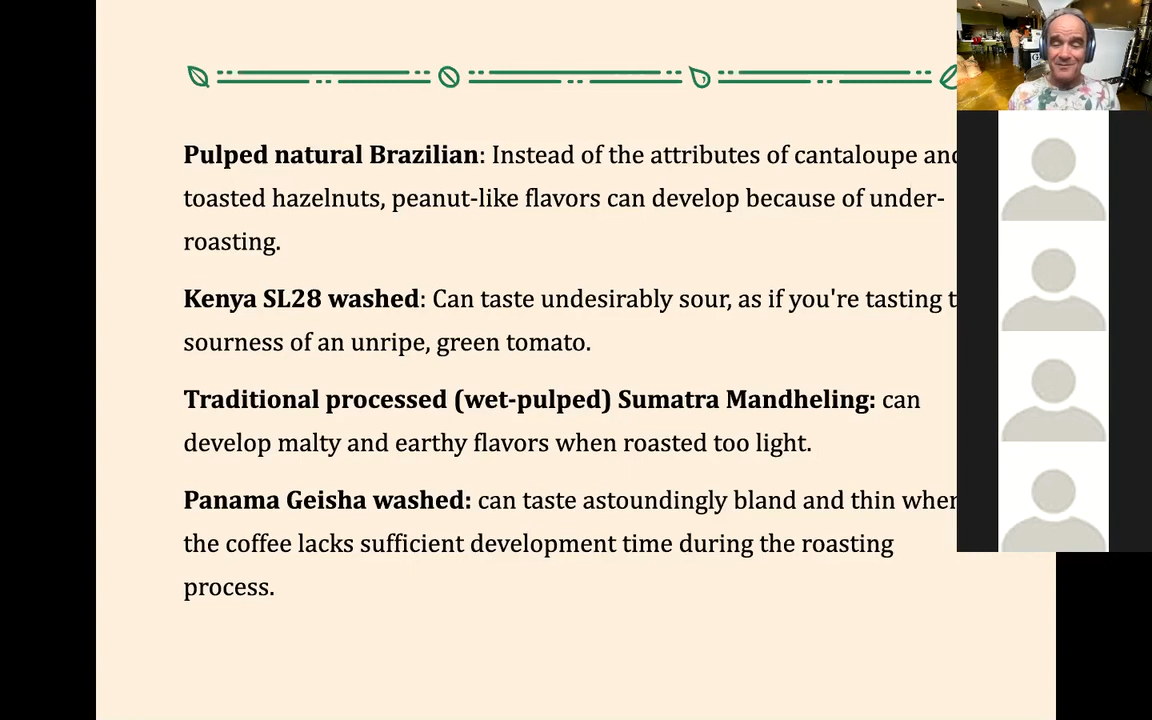 Pulped natural Brazilian: Instead of the attributes of cantaloupe
toasted hazelnuts, peanut-like flavors can develop because of under-
roasting.
Kenya SL28 washed: Can taste undesirably sour, as if you're tasting
sourness of an unripe, green tomato.
Traditional processed (wet-pulped) Sumatra Mandheling: can
develop malty and earthy flavors when roasted too light.
Panama Geisha washed: can taste astoundingly bland and thin
the coffee lacks sufficient development time during the roasting
process.